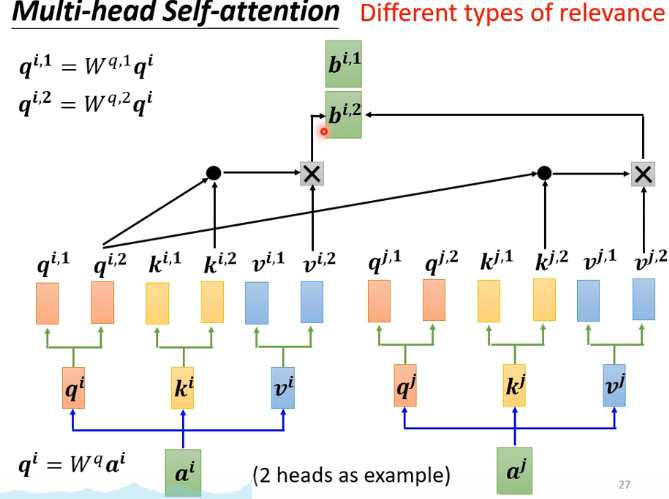 Multi-head Self-attention Different types of relevance
q^{i,1} = W^{q,1}q^{i}
q^{i,2} = W^{q,2}q^{i}
b^{i,1}
b^{i,2}
q^{i,1} q^{i,2} k^{i,1} k^{i,2} v^{i,1} v^{i,2} q^{j,1} q^{j,2} k^{j,1} k^{j,2} v^{j,1} v^{j,2}
q^{i} k^{i} v^{i} q^{j} k^{j} v^{j}
q^{i} = W^{q}a^{i} a^{i} (2 heads as example) a^{j}
27